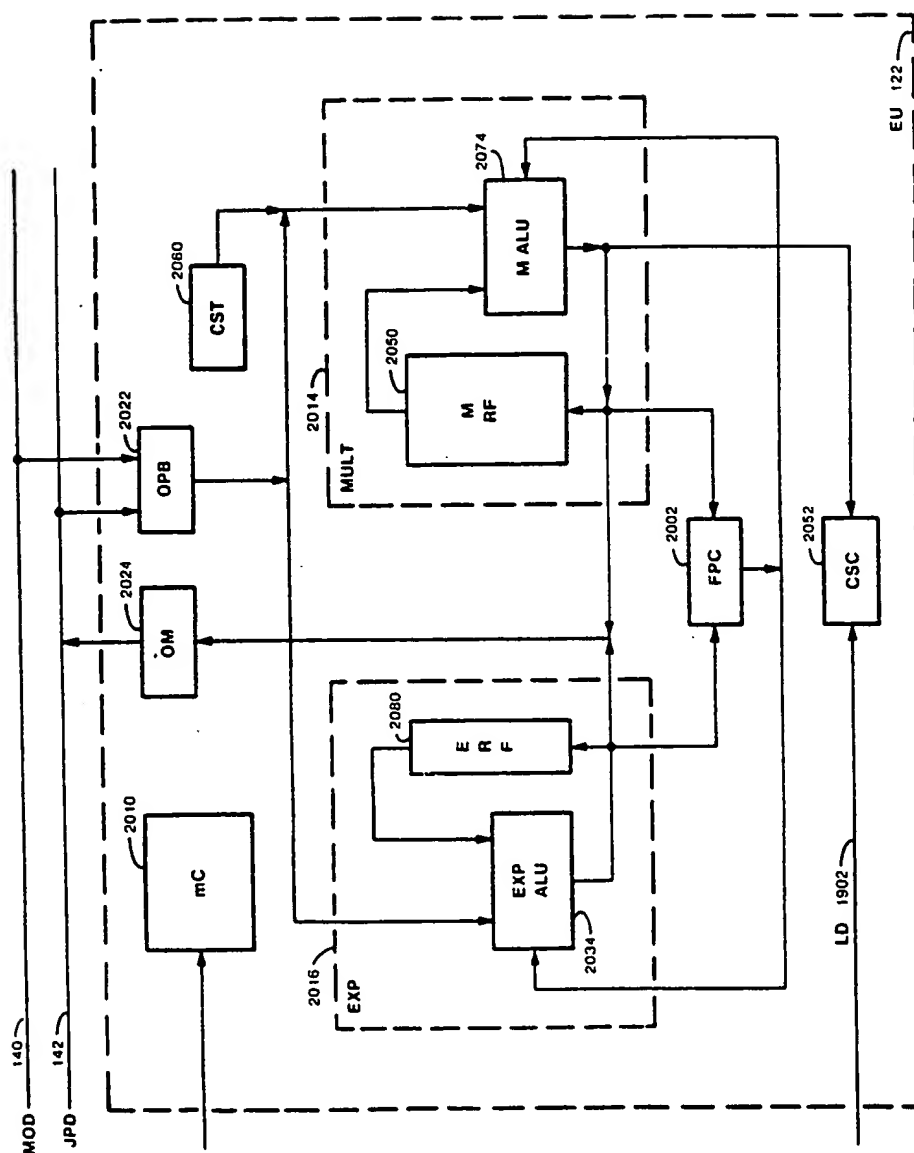 MOD
140
JPD
142
EU 122
mC
2010
OM
2024
OPB
2022
CST
2060
2016
EXP
EXP
ALU
2034
E
R
F
2080
2014
MULT
M
RF
2050
M ALU
2074
FPC
2002
CSC
2052
LD 1902